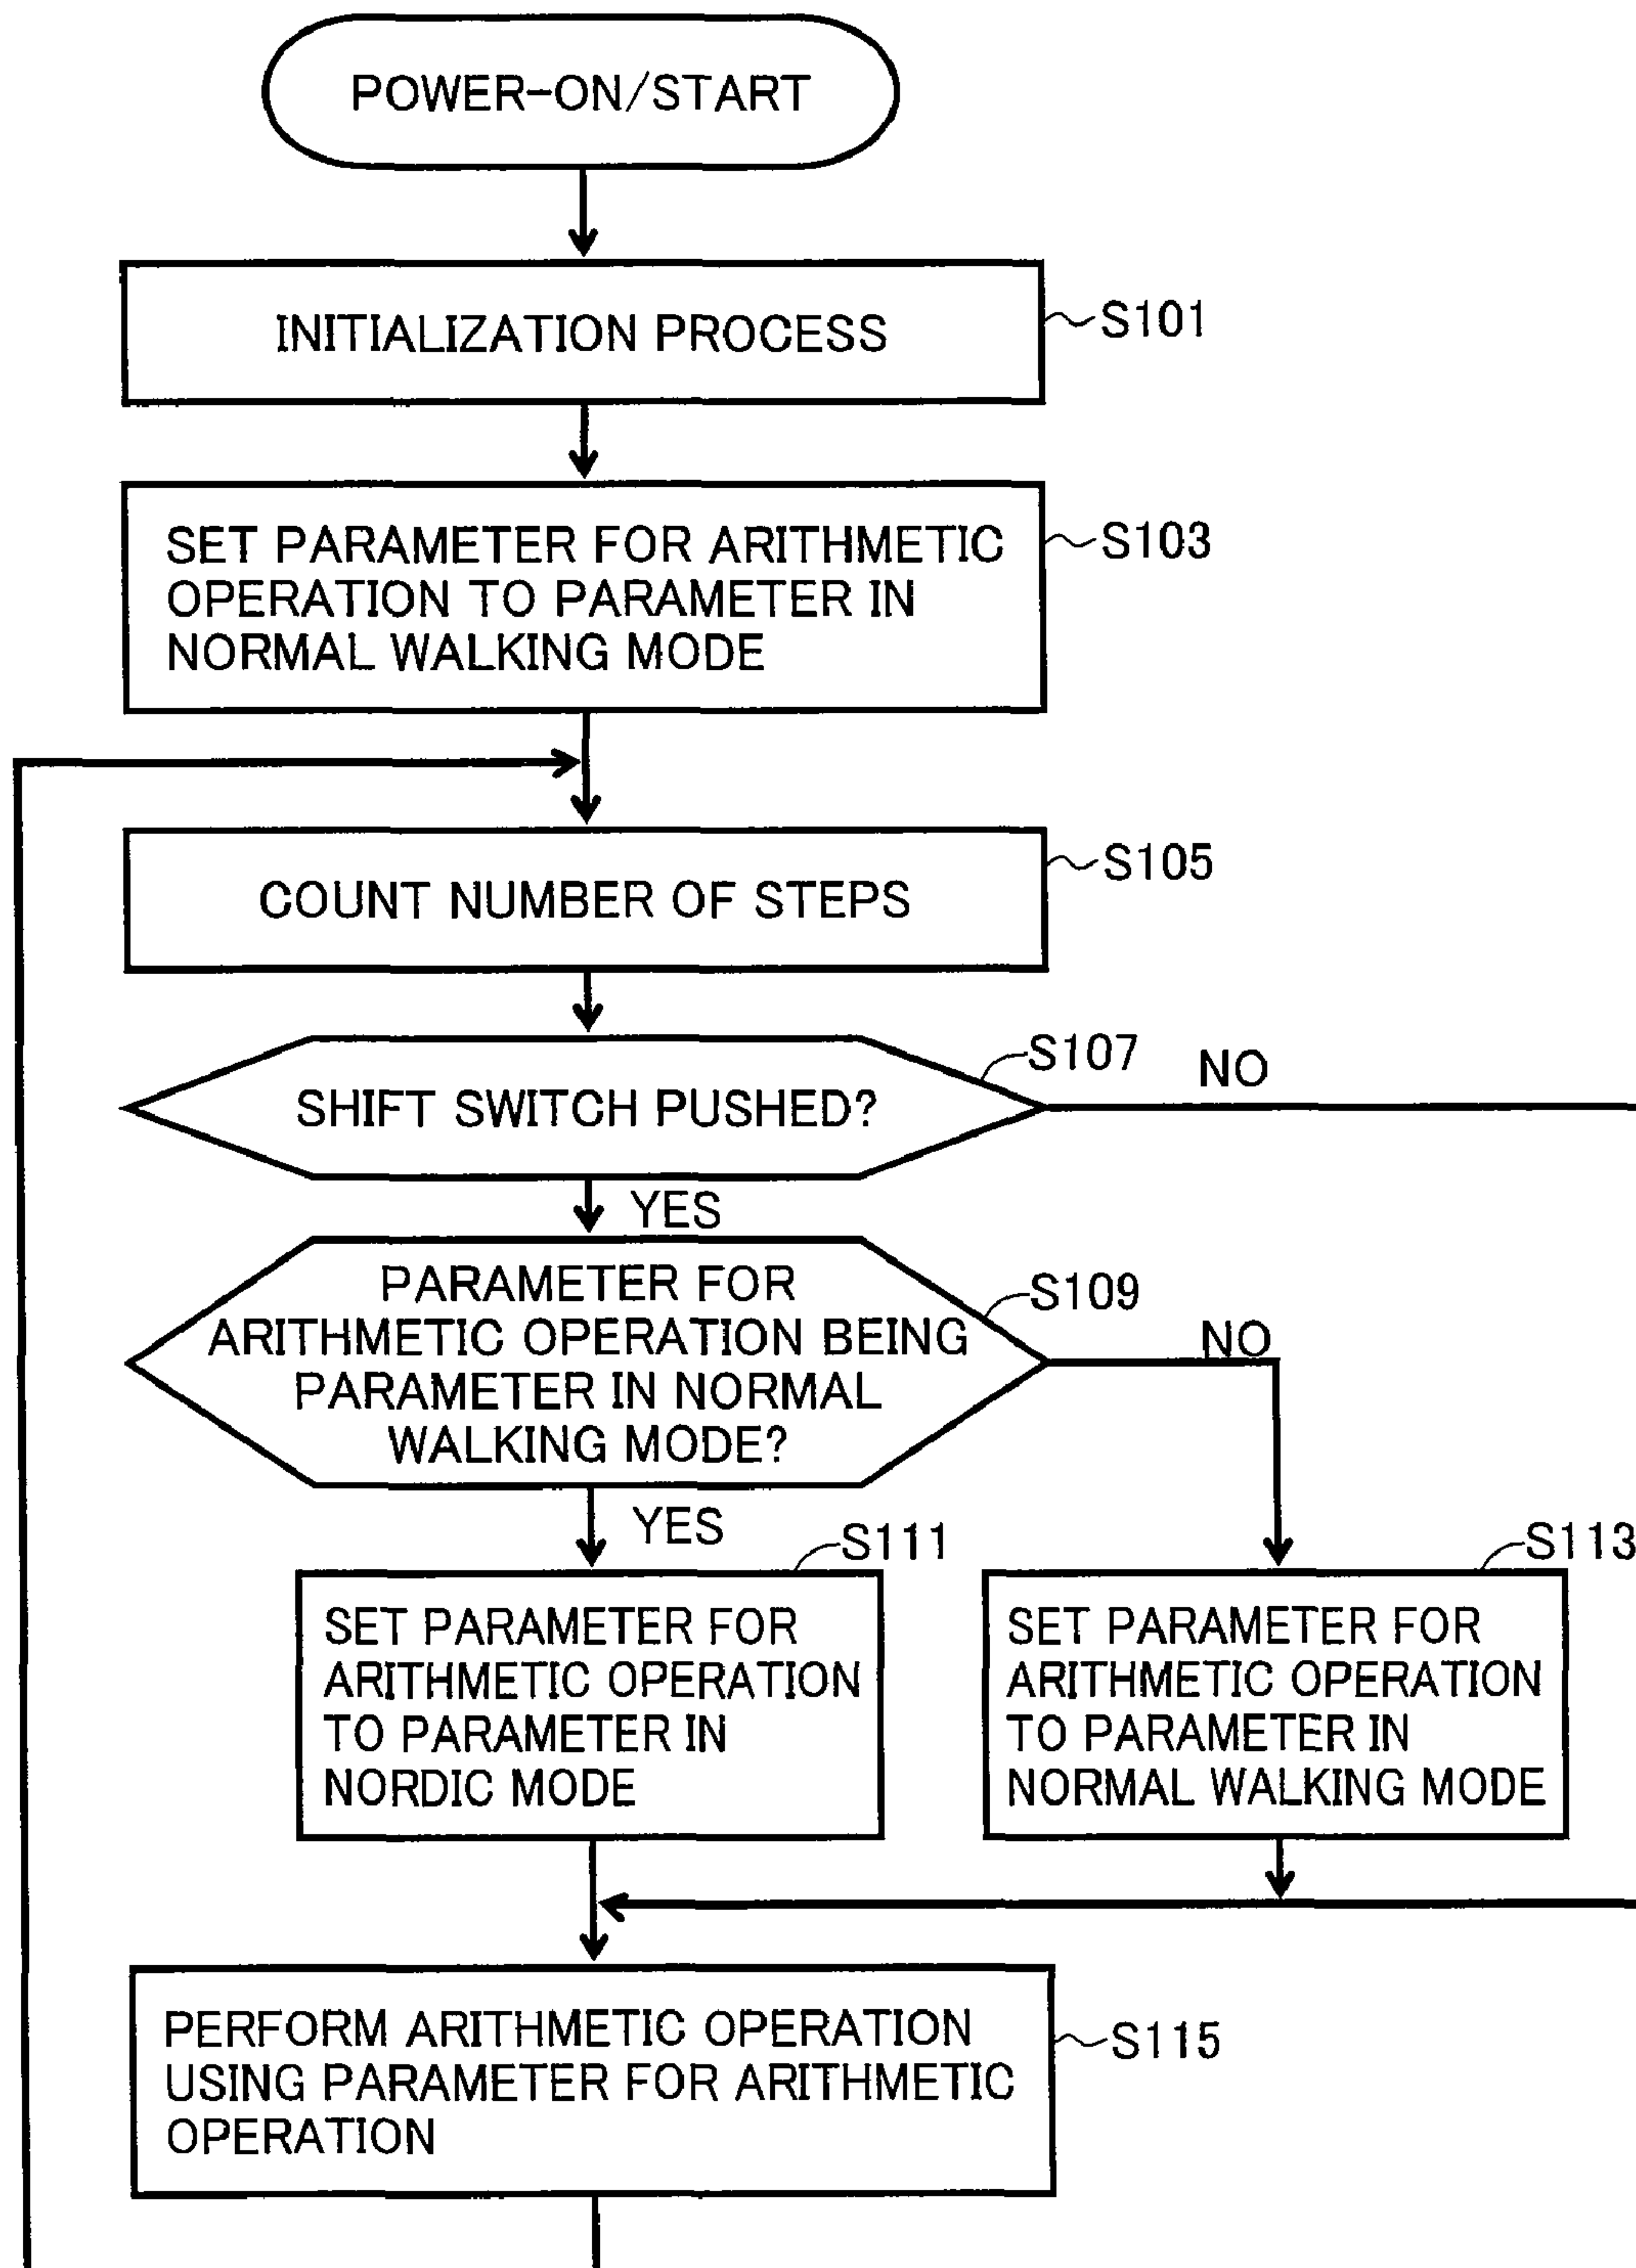 POWER-ON/START
INITIALIZATION PROCESS
S101
SET PARAMETER FOR ARITHMETIC
OPERATION TO PARAMETER IN
NORMAL WALKING MODE
S103
COUNT NUMBER OF STEPS
S105
SHIFT SWITCH PUSHED?
S107
NO
YES
PARAMETER FOR
ARITHMETIC OPERATION BEING
PARAMETER IN NORMAL
WALKING MODE?
S109
NO
YES
S111
SET PARAMETER FOR
ARITHMETIC OPERATION
TO PARAMETER IN
NORDIC MODE
S113
SET PARAMETER FOR
ARITHMETIC OPERATION
TO PARAMETER IN
NORMAL WALKING MODE
PERFORM ARITHMETIC OPERATION
USING PARAMETER FOR ARITHMETIC
OPERATION
S115